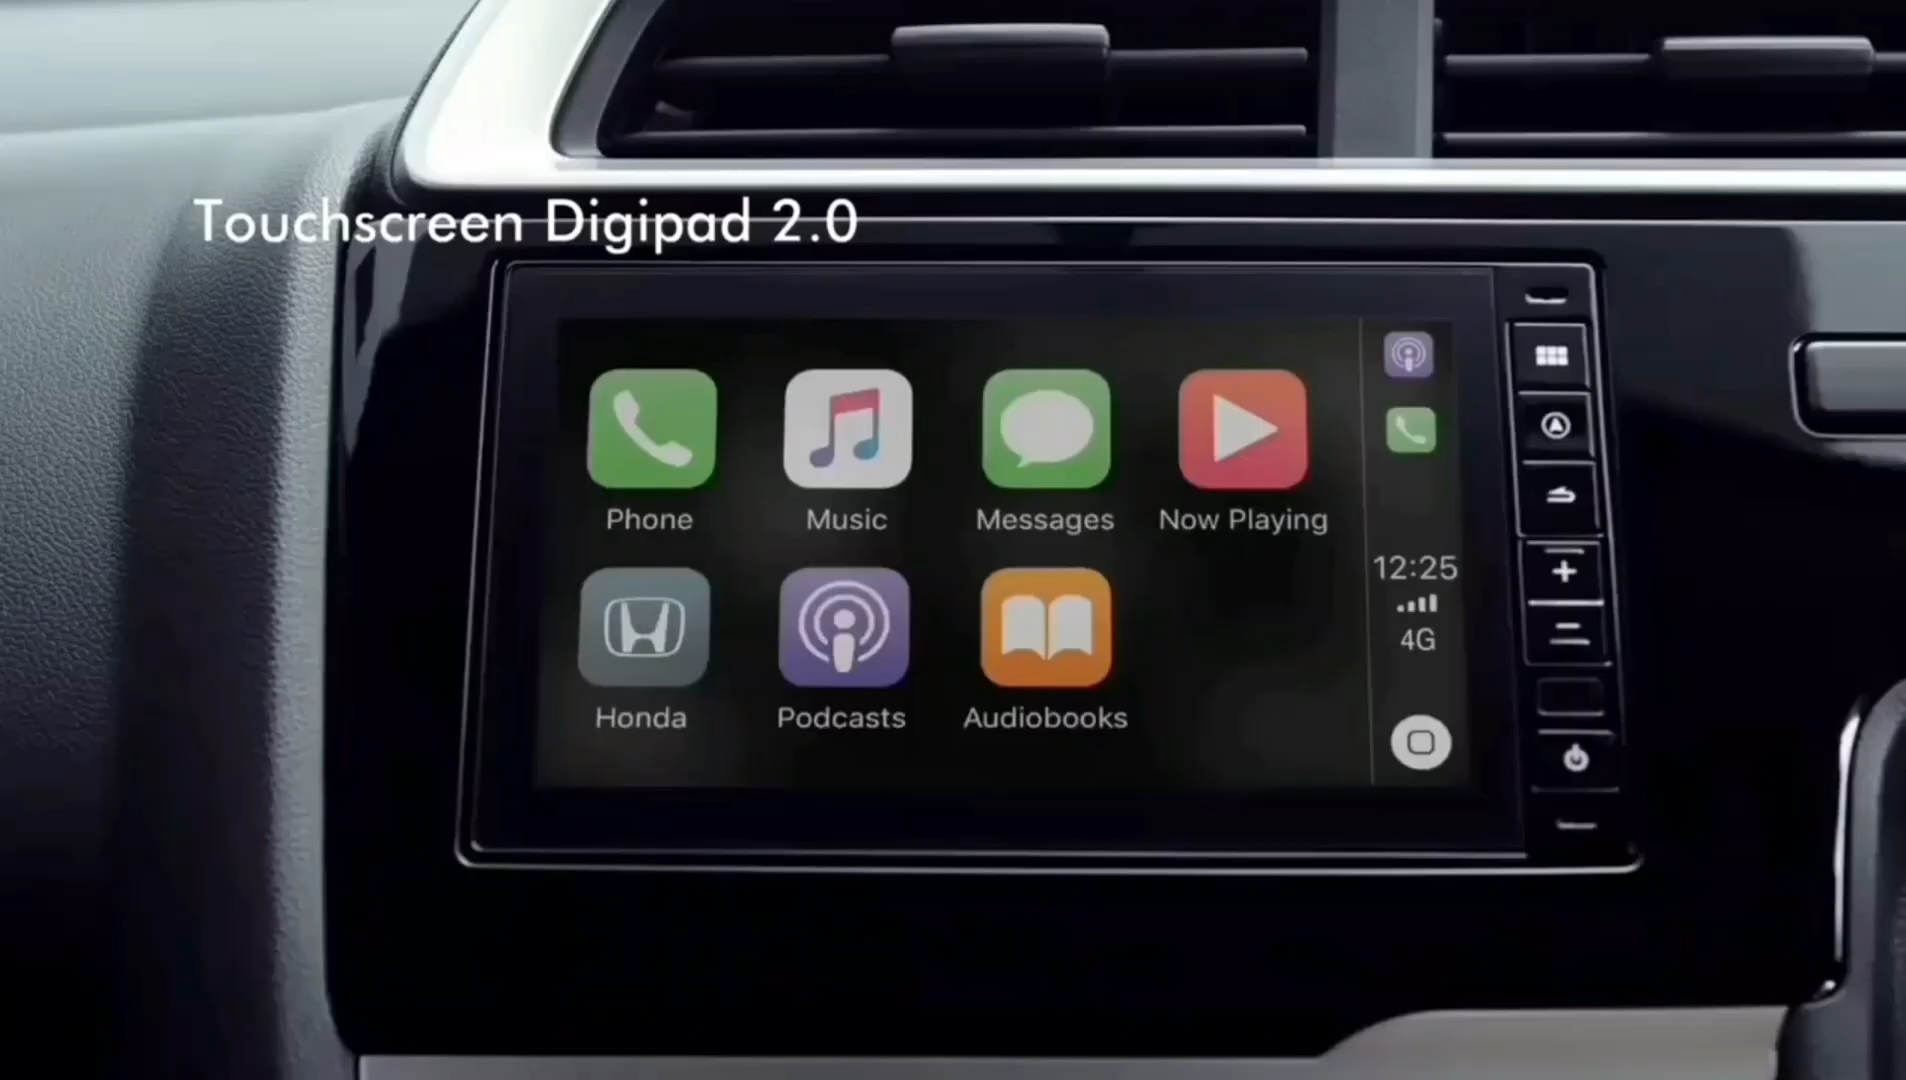 Touchscreen Digipad 2.0
Phone
Music
Messages
Now Playing
Honda
Podcasts
Audiobooks
12:25
4G